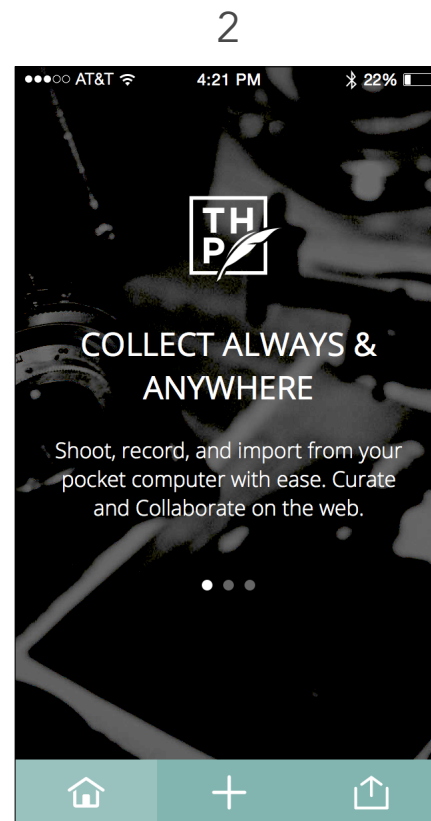 2
AT&T 4:21 PM 22%
TH
P
COLLECT ALWAYS &
ANYWHERE
Shoot, record, and import from your
pocket computer with ease. Curate
and Collaborate on the web.